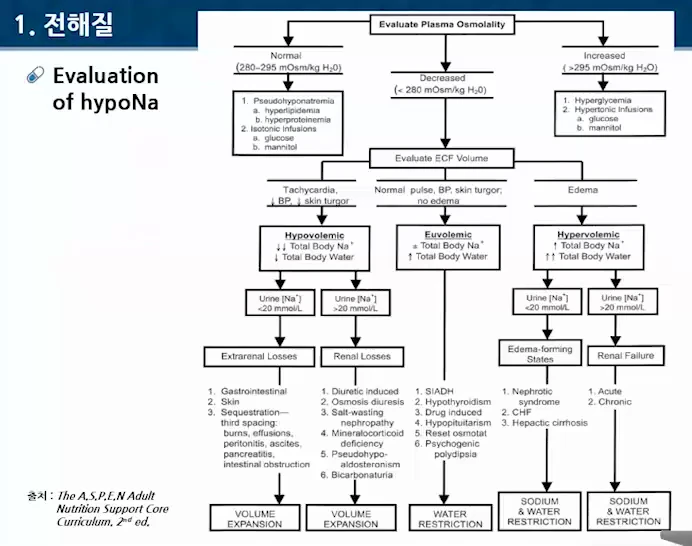 1. 전해질
Evaluation
of hypoNa
Evaluate Plasma Osmolality
Normal
(280–295 mOsm/kg H20)
Decreased
(< 280 mOsm/kg H20)
Increased
( >295 mOsm/kg H2O)
1. Pseudohyponatremia
a. hyperlipidemia
b. hyperproteinemia
2. Isotonic Infusions
a. glucose
b. mannitol
1. Hyperglycemia
2. Hypertonic Infusions
a. glucose
b. mannitol
Evaluate ECF Volume
Tachycardia,
↓ BP, ↓ skin turgor
Normal pulse, BP, skin turgor;
no edema
Edema
Hypovolemic
↓↓ Total Body Na+
↓ Total Body Water
Euvolemic
± Total Body Na+
↑ Total Body Water
Hypervolemic
↑ Total Body Na+
↑↑ Total Body Water
Urine [Na+]
<20 mmol/L
Urine [Na+]
>20 mmol/L
Urine [Na+]
<20 mmol/L
Urine [Na+]
>20 mmol/L
Extrarenal Losses
Renal Losses
Edema-forming
States
Renal Failure
1. Gastrointestinal
2. Skin
3. Sequestration—
third spacing:
burns, effusions,
peritonitis, ascites,
pancreatitis,
intestinal obstruction
1. Diuretic induced
2. Osmosis diuresis
3. Salt-wasting
nephropathy
4. Mineralocorticoid
deficiency
5. Pseudohypo-
aldosteronism
6. Bicarbonaturia
1. SIADH
2. Hypothyroidism
3. Drug induced
4. Hypopituitarism
5. Reset osmotat
6. Psychogenic
polydipsia
1. Nephrotic
syndrome
2. CHF
3. Hepactic cirrhosis
1. Acute
2. Chronic
VOLUME
EXPANSION
VOLUME
EXPANSION
WATER
RESTRICTION
SODIUM
& WATER
RESTRICTION
SODIUM &
WATER
RESTRICTION
출처 : The A.S.P.E.N Adult
Nutrition Support Core
Curriculum. 2nd ed.